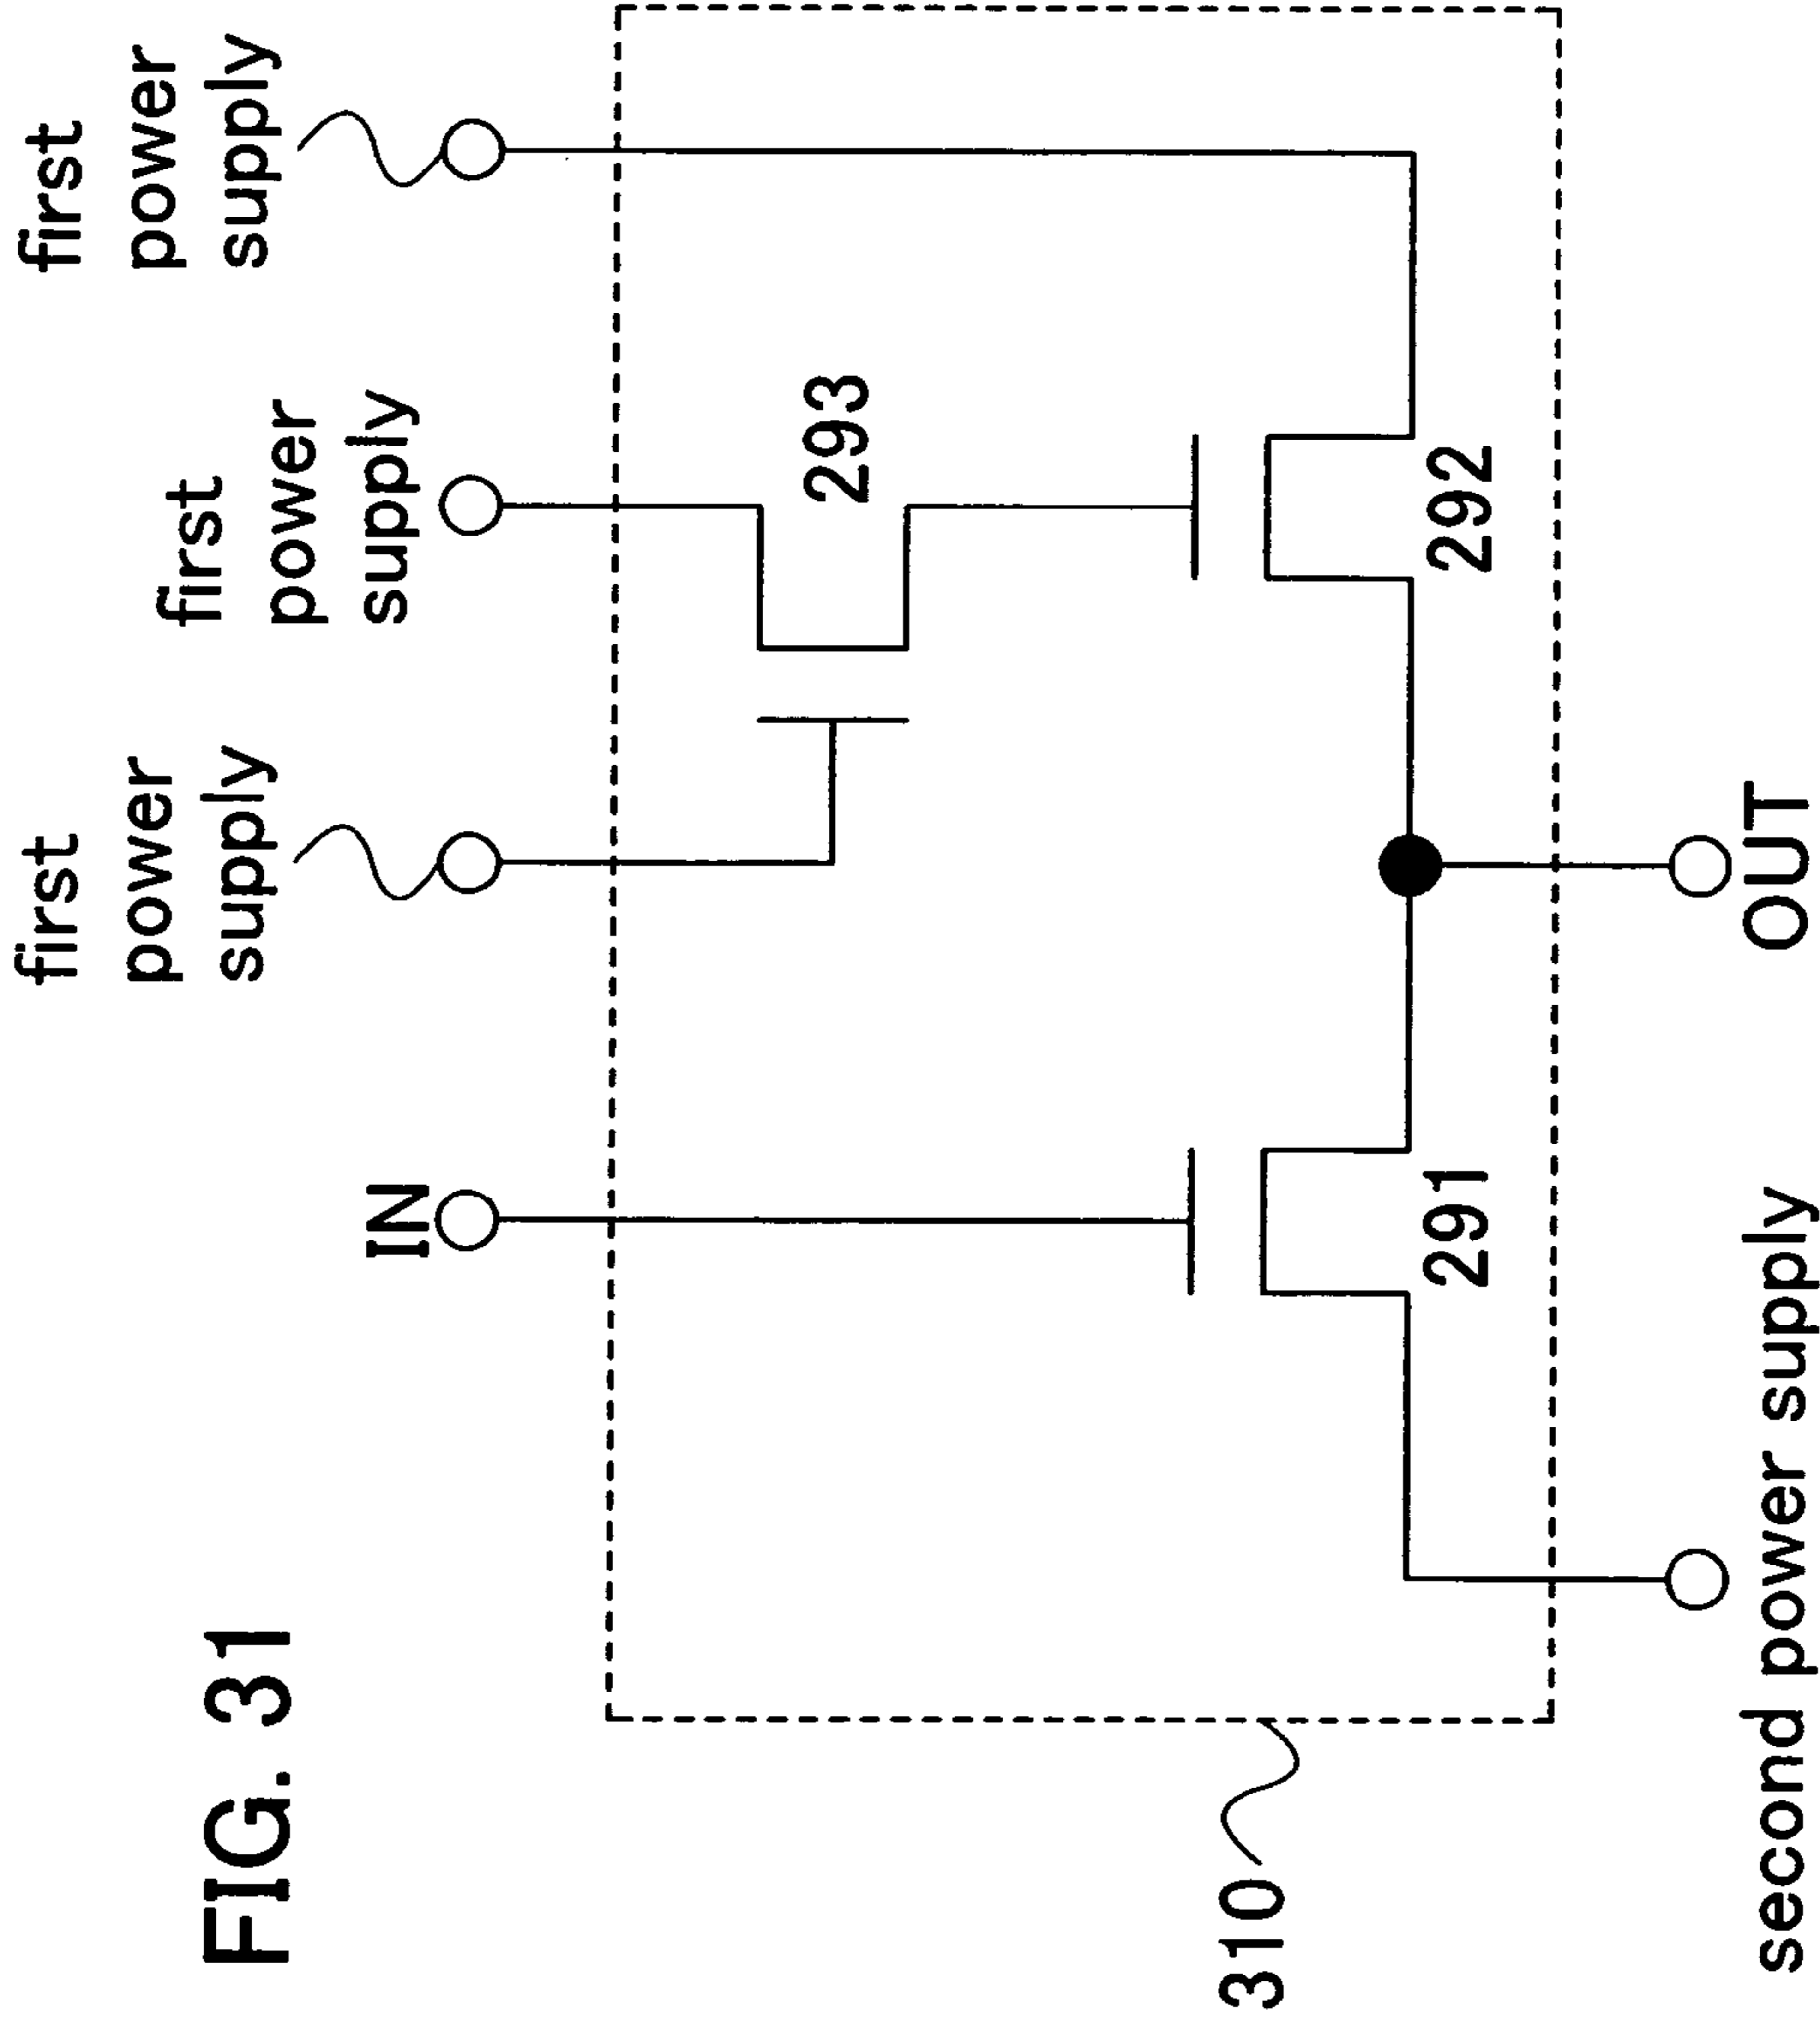 FIG. 31
first
power
supply
first
power
supply
first
power
supply
IN
293
310
291
292
second power supply
OUT